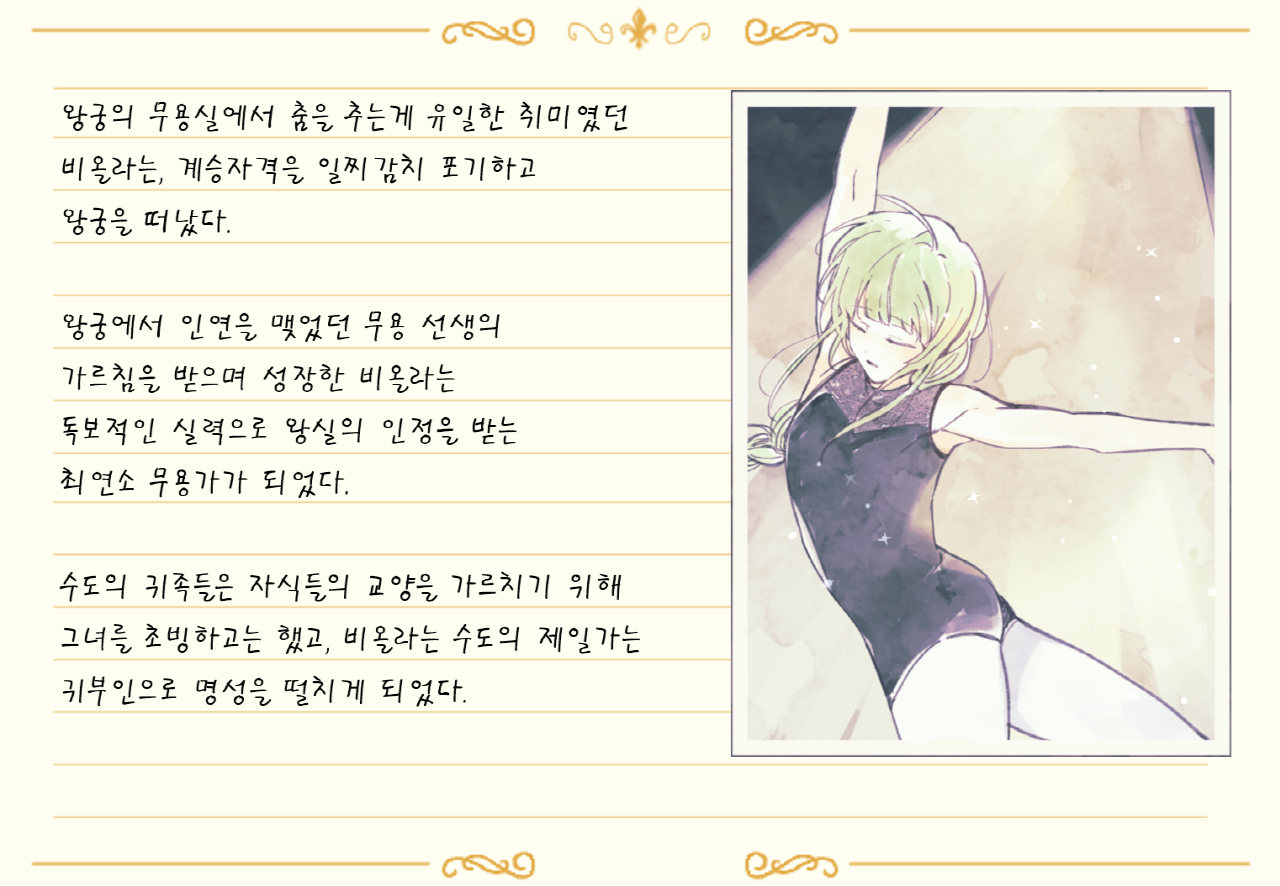 왕궁의 무용실에서 춤을 추는게 유일한 취미였던
비올라는, 계승자격을 일찌감치 포기하고
왕궁을 떠났다.
왕궁에서 인연을 맺었던 무용 선생의
가르침을 받으며 성장한 비올라는
독보적인 실력으로 왕실의 인정을 받는
최연소 무용가가 되었다.
수도의 귀족들은 자식들의 교양을 가르치기 위해
그녀를 초빙하고는 했고, 비올라는 수도의 제일가는
귀부인으로 명성을 떨치게 되었다.